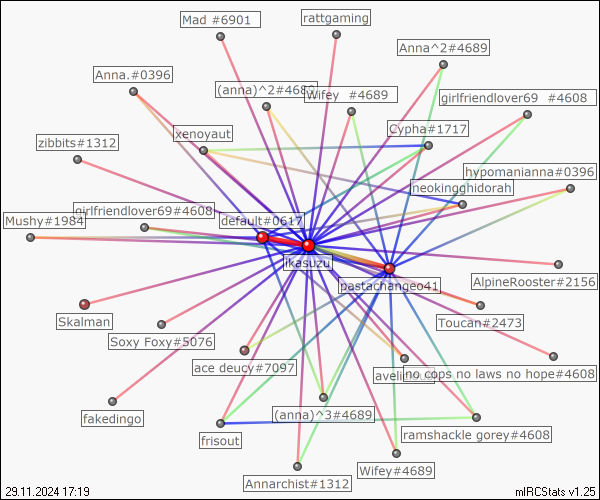 Mad #6901
rattgaming
Anna^2#4689
Anna.#0396
(anna)^2#4689
Wifey #4689
girlfriendlover69 #4608
zibbits#1312
xenoyaut
Cypha#1717
hypomanianna#0396
neokingghidorah
Mushy#1984
girlfriendlover69#4608
default#0617
ikasuzu
pastachangeo41
AlpineRooster#2156
Skalman
Soxy Foxy#5076
Toucan#2473
ace deucy#7097
no cops no laws no hope#4608
fakedingo
(anna)^3#4689
frisout
ramshackle gorey#4608
Annarchist#1312
Wifey#4689
29.11.2024 17:19
mIRCStats v1.25